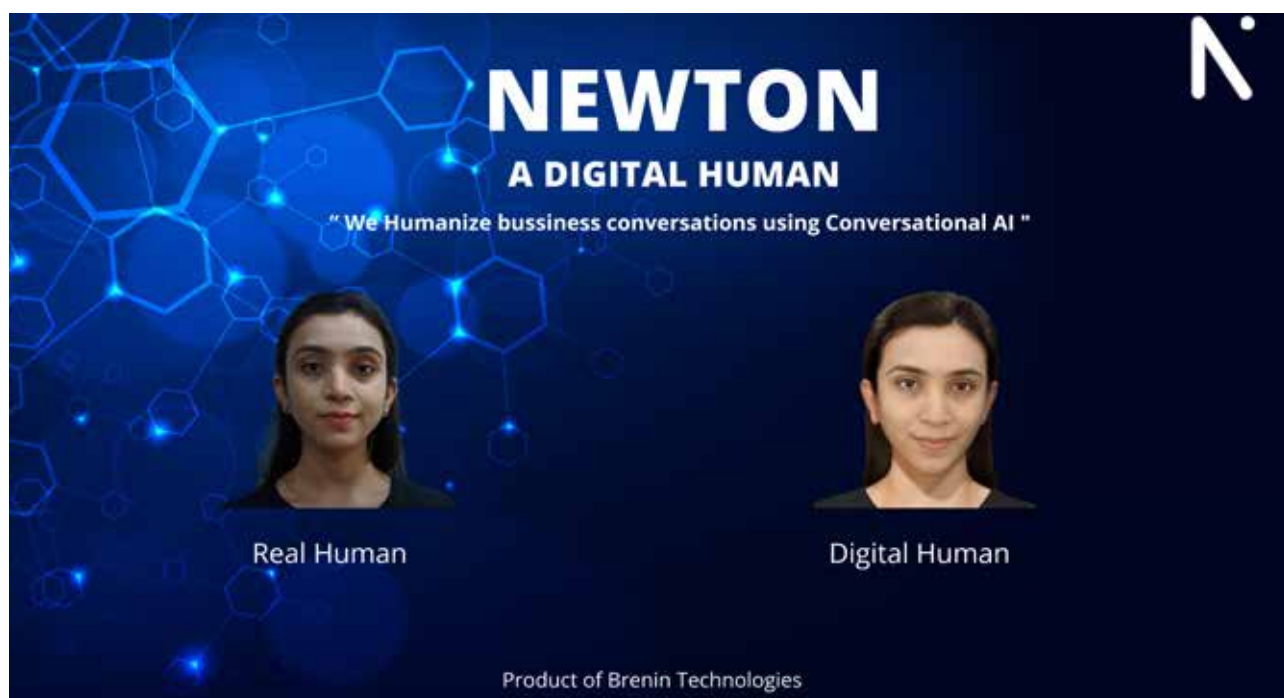 NEWTON
A DIGITAL HUMAN
“ We Humanize bussiness conversations using Conversational AI "
Real Human
Digital Human
Product of Brenin Technologies